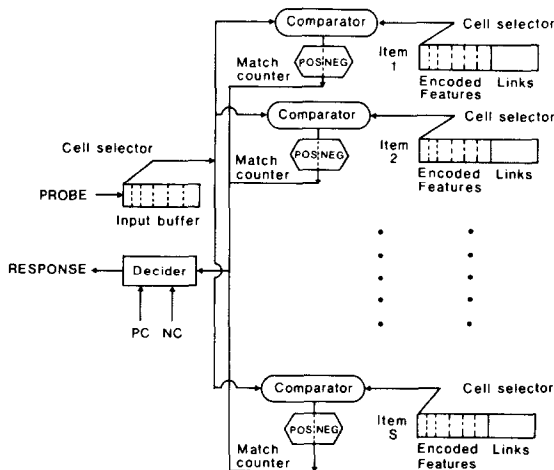 Comparator
Cell selector
Match
counter
POS NEG
Item
1
Encoded
Features
Links
Comparator
Cell selector
Match
counter
POS NEG
Item
2
Encoded
Features
Links
Cell selector
PROBE
Input buffer
RESPONSE
Decider
PC NC
Comparator
Cell selector
Match
counter
POS NEG
Item
S
Encoded
Features
Links